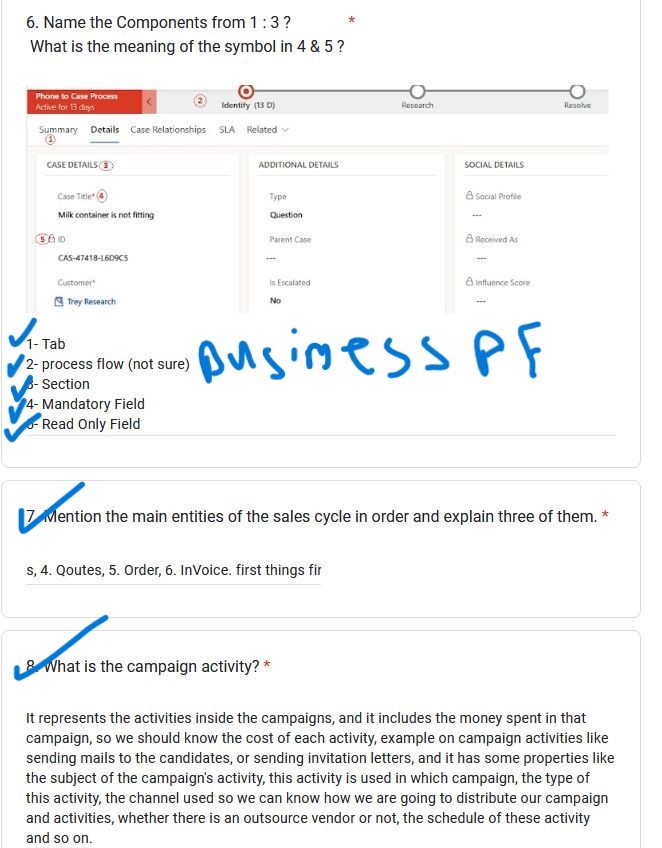 6. Name the Components from 1 : 3 ? *
What is the meaning of the symbol in 4 & 5 ?
Phone to Case Process
Active for 13 days
<
2
Identify (13 D)
Research
Resolve
Summary Details Case Relationships SLA Related
1
CASE DETAILS 3
ADDITIONAL DETAILS
SOCIAL DETAILS
Case Title* 4
Type
Social Profile
Milk container is not fitting
Question
---
5 ID
Parent Case
Received As
CAS-47418-L6D9C5
---
---
Customer*
Is Escalated
Influence Score
Trey Research
No
---
1- Tab
2- process flow (not sure) Business PF
3- Section
4- Mandatory Field
5- Read Only Field
7. Mention the main entities of the sales cycle in order and explain three of them. *
s, 4. Qoutes, 5. Order, 6. InVoice. first things fir
8. What is the campaign activity? *
It represents the activities inside the campaigns, and it includes the money spent in that
campaign, so we should know the cost of each activity, example on campaign activities like
sending mails to the candidates, or sending invitation letters, and it has some properties like
the subject of the campaign's activity, this activity is used in which campaign, the type of
this activity, the channel used so we can know how we are going to distribute our campaign
and activities, whether there is an outsource vendor or not, the schedule of these activity
and so on.